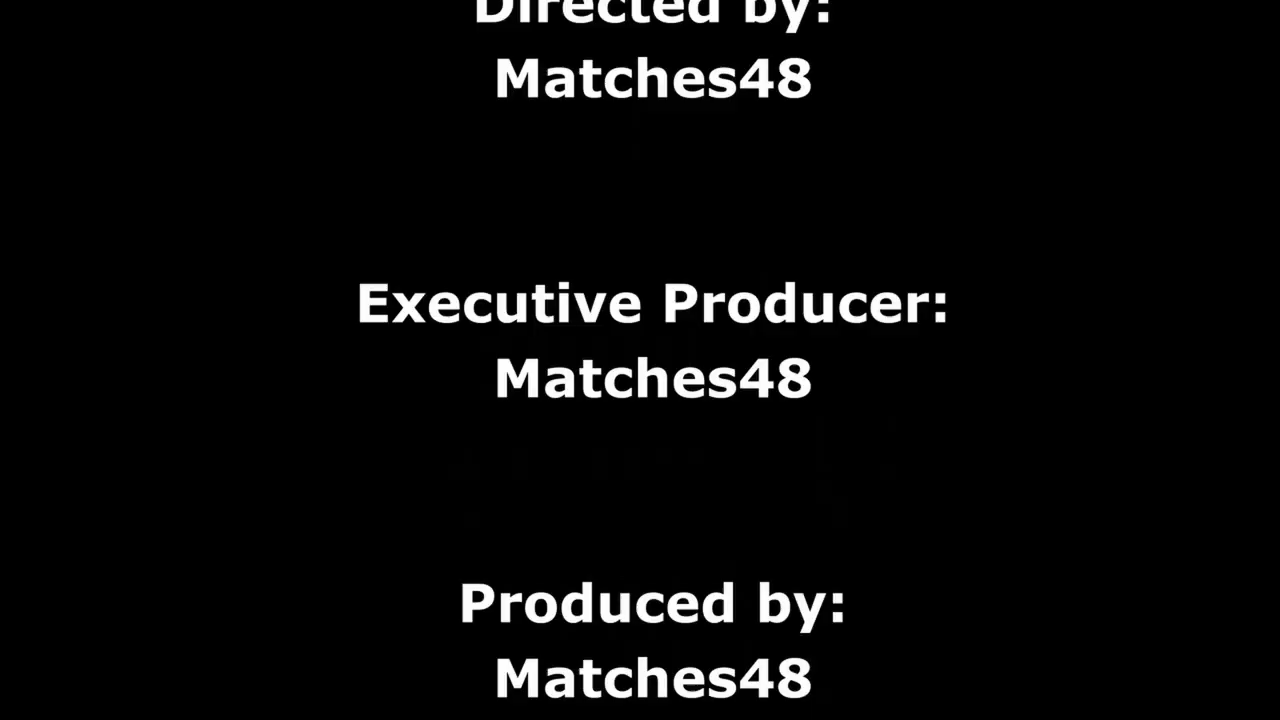 Directed by:
Matches48
Executive Producer:
Matches48
Produced by:
Matches48